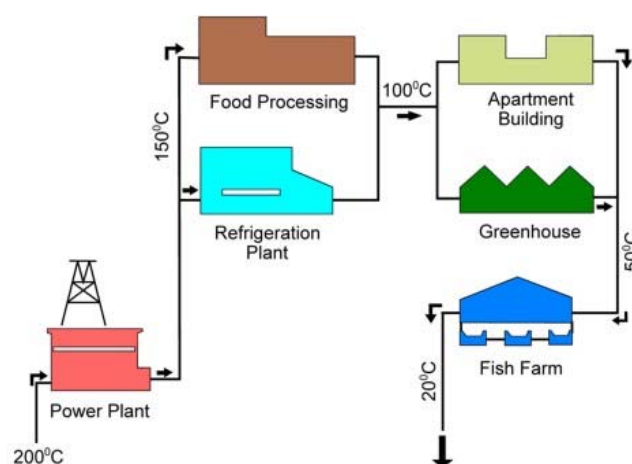 Food Processing
150⁰C
100⁰C
Apartment
Building
Refrigeration
Plant
Greenhouse
50⁰C
Power Plant
Fish Farm
20⁰C
200⁰C